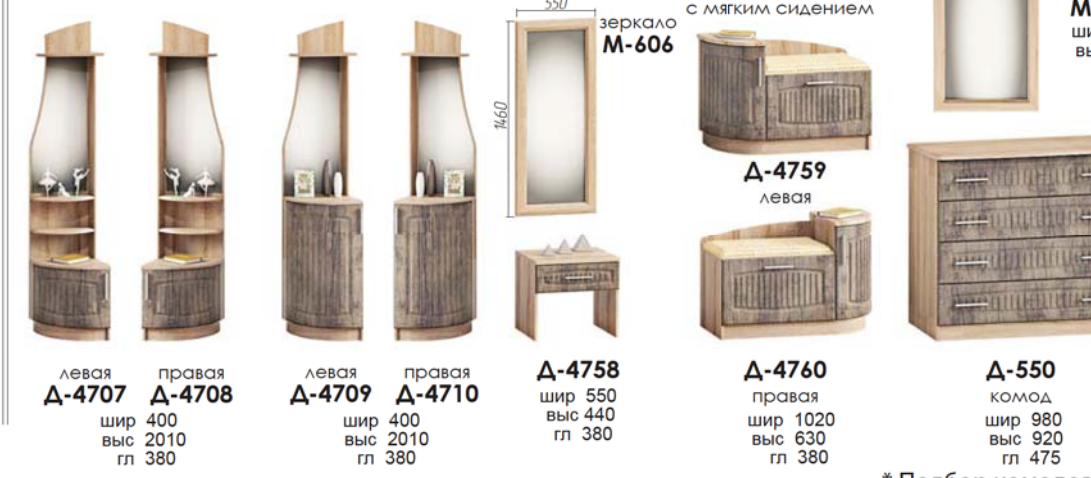 550
зеркало
М-606
1460
с мягким сидением
Д-4759
левая
левая
Д-4707
правая
Д-4708
шир 400
выс 2010
гл 380
левая
Д-4709
правая
Д-4710
шир 400
выс 2010
гл 380
Д-4758
шир 550
выс 440
гл 380
Д-4760
правая
шир 1020
выс 630
гл 380
Д-550
комод
шир 980
выс 920
гл 475